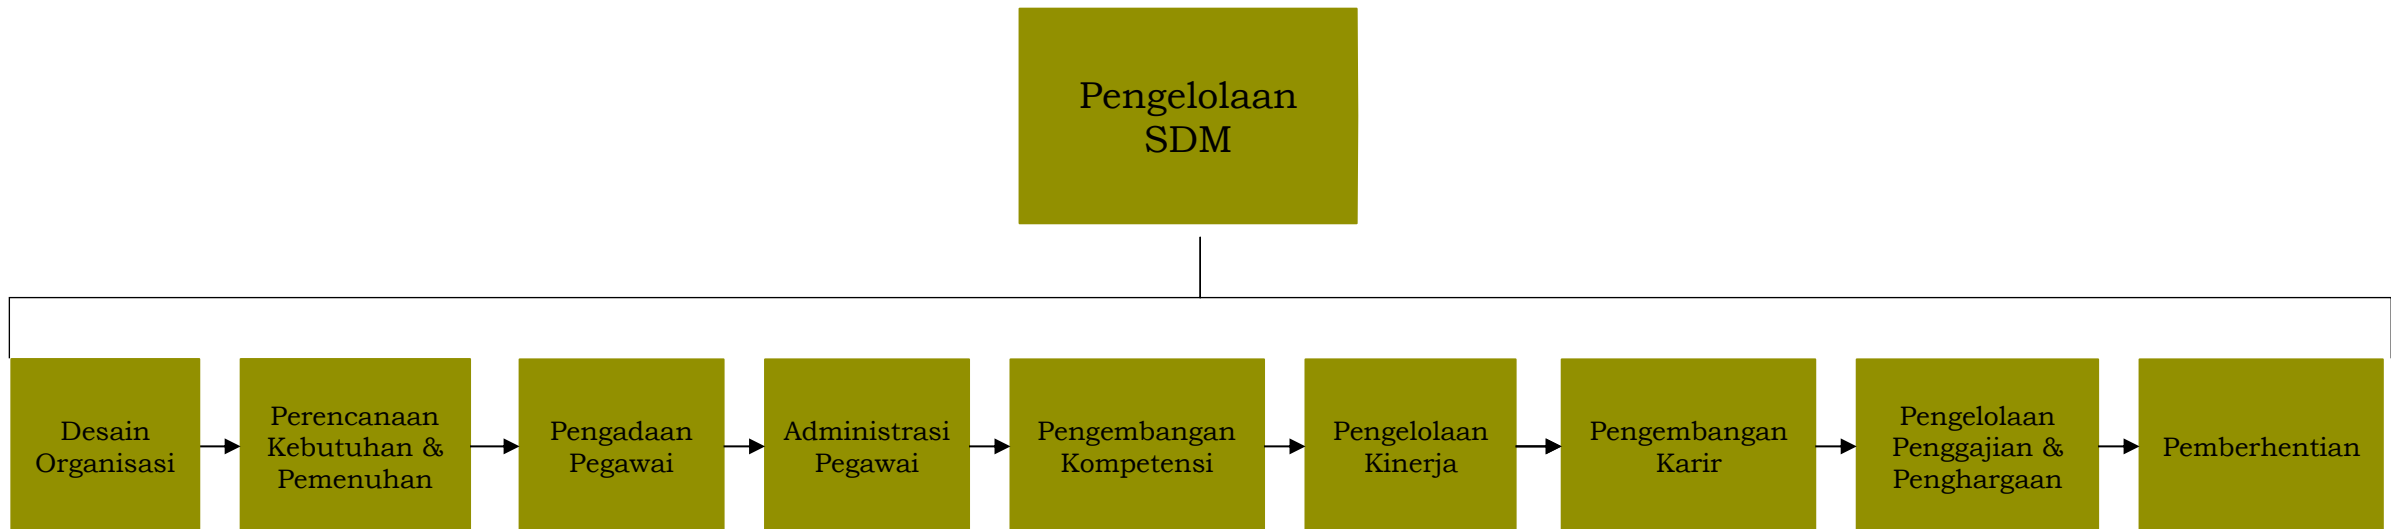 Pengelolaan
SDM
Desain
Organisasi
Perencanaan
Kebutuhan &
Pemenuhan
Pengadaan
Pegawai
Administrasi
Pegawai
Pengembangan
Kompetensi
Pengelolaan
Kinerja
Pengembangan
Karir
Pengelolaan
Penggajian &
Penghargaan
Pemberhentian